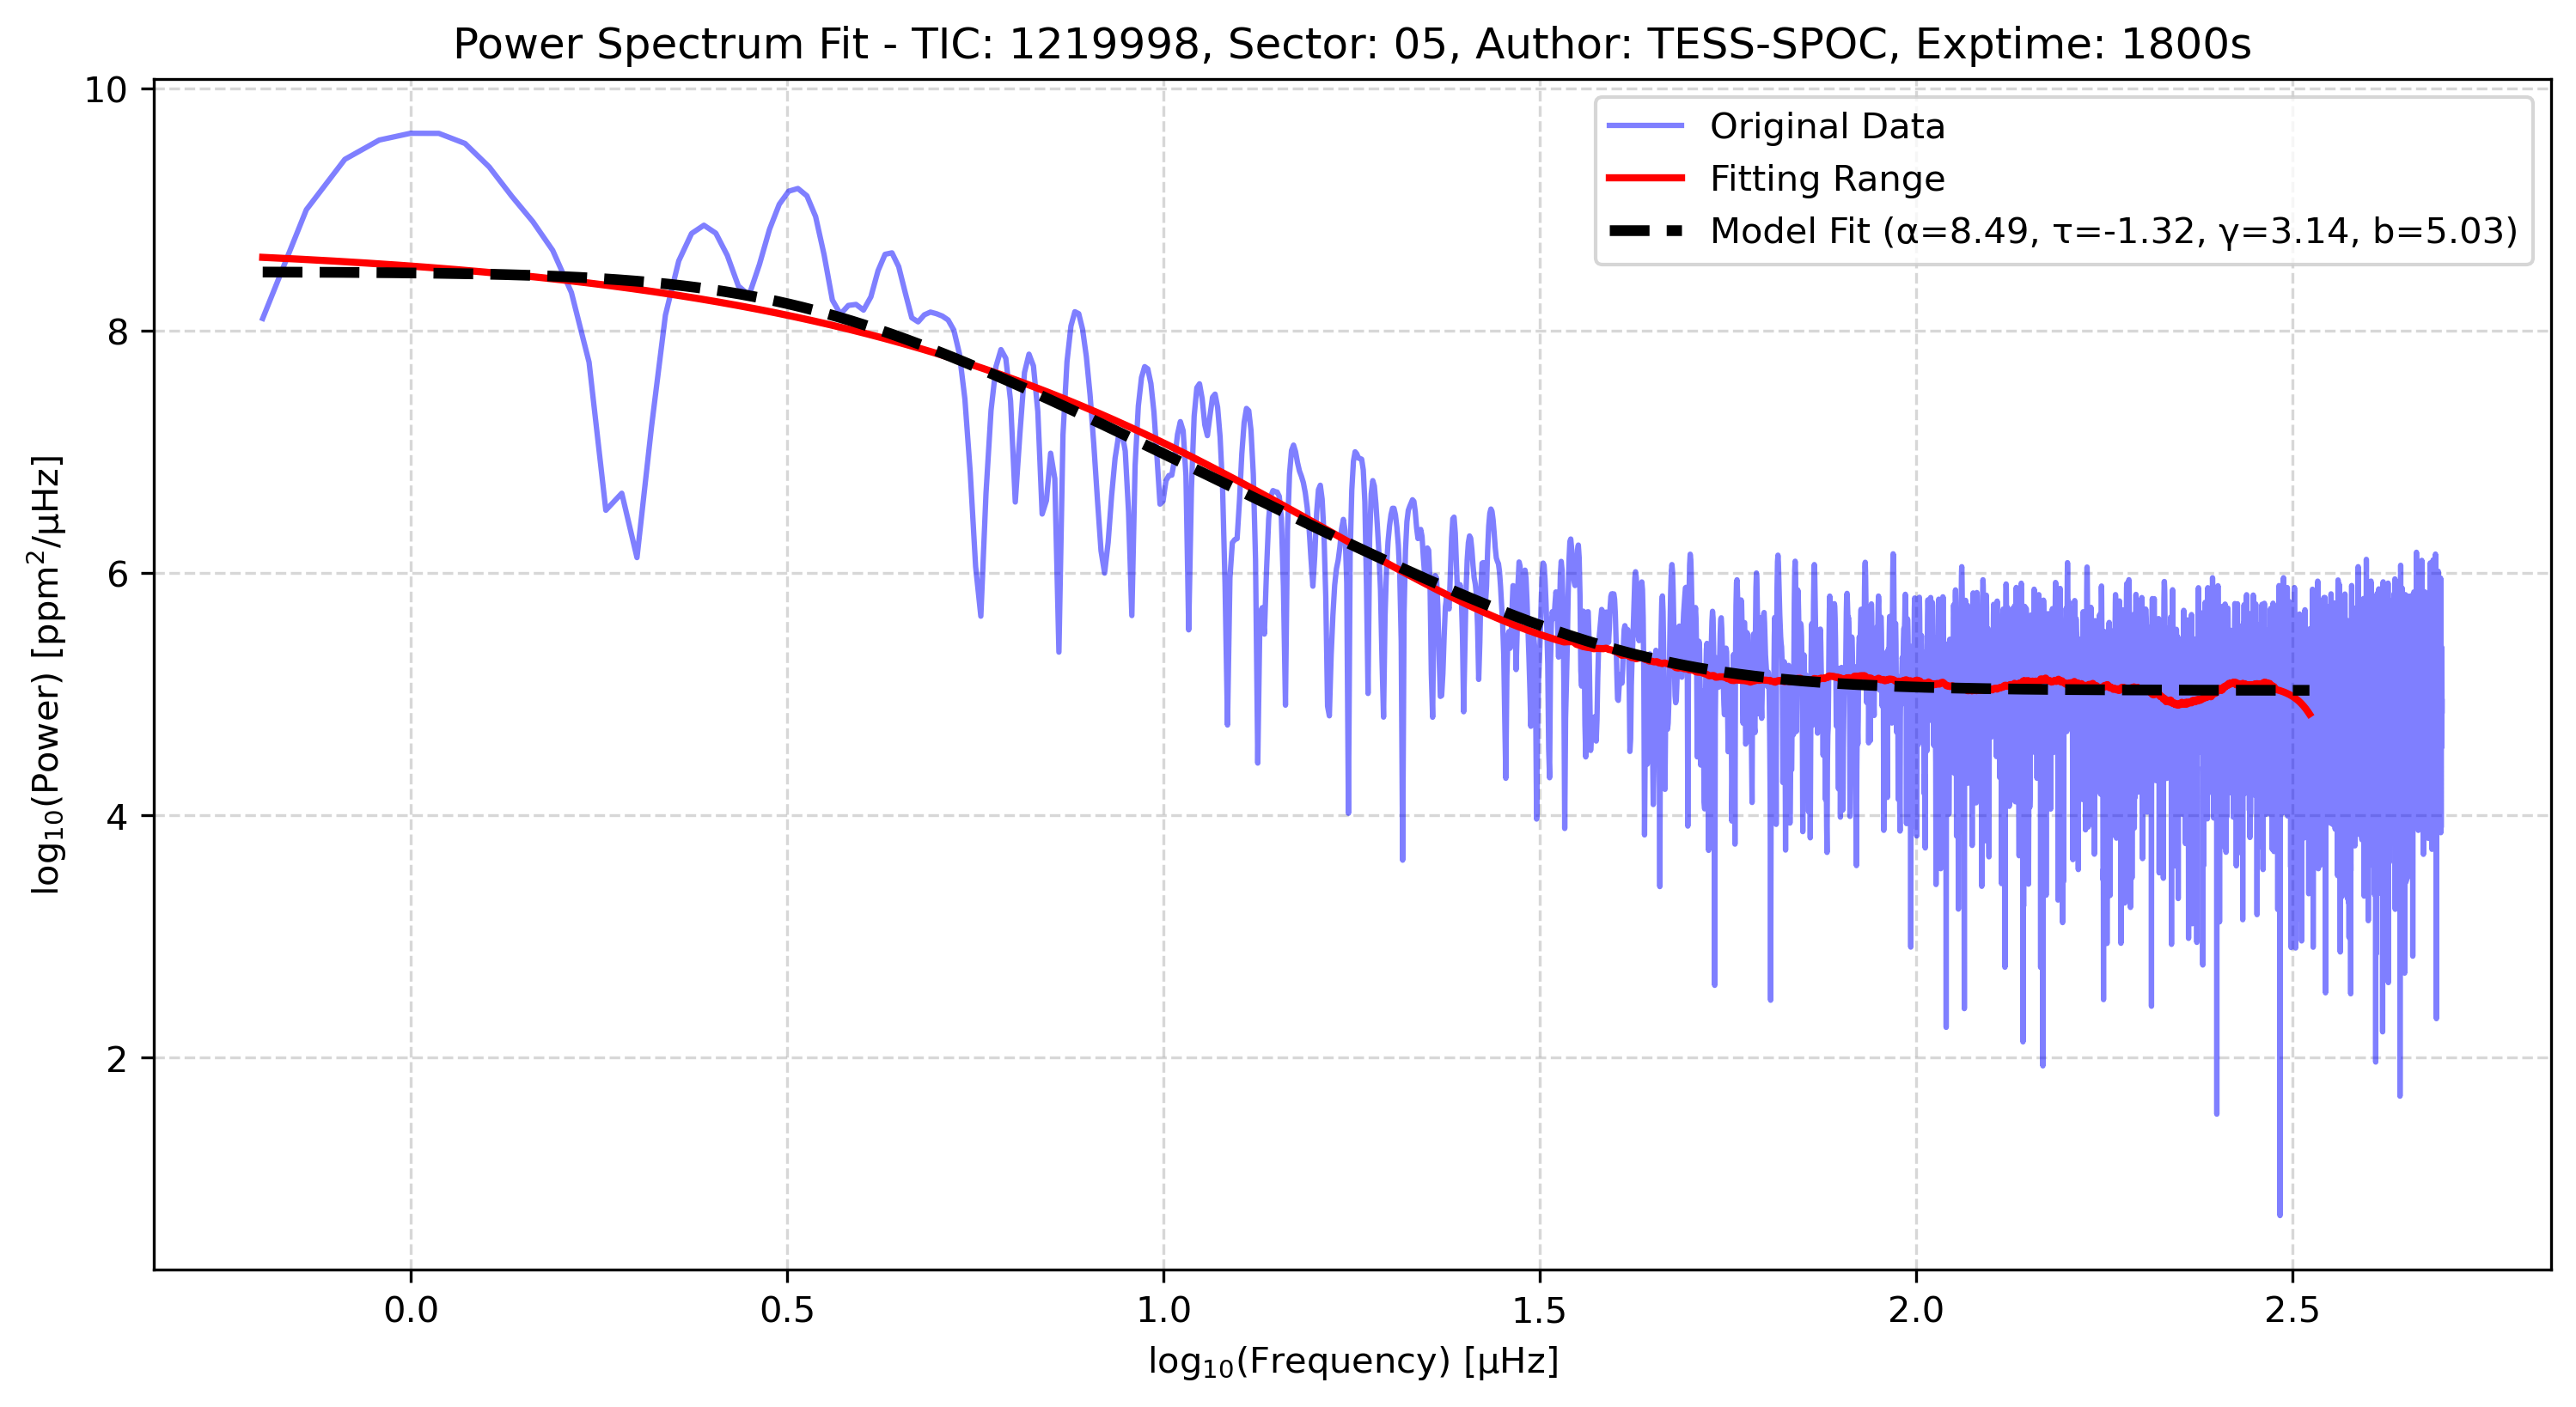 Power Spectrum Fit - TIC: 1219998, Sector: 05, Author: TESS-SPOC, Exptime: 1800s
Original Data
Fitting Range
Model Fit (α=8.49, τ=-1.32, γ=3.14, b=5.03)
log₁₀(Power) [ppm²/μHz]
10
8
6
4
2
0.0 0.5 1.0 1.5 2.0 2.5
log₁₀(Frequency) [μHz]